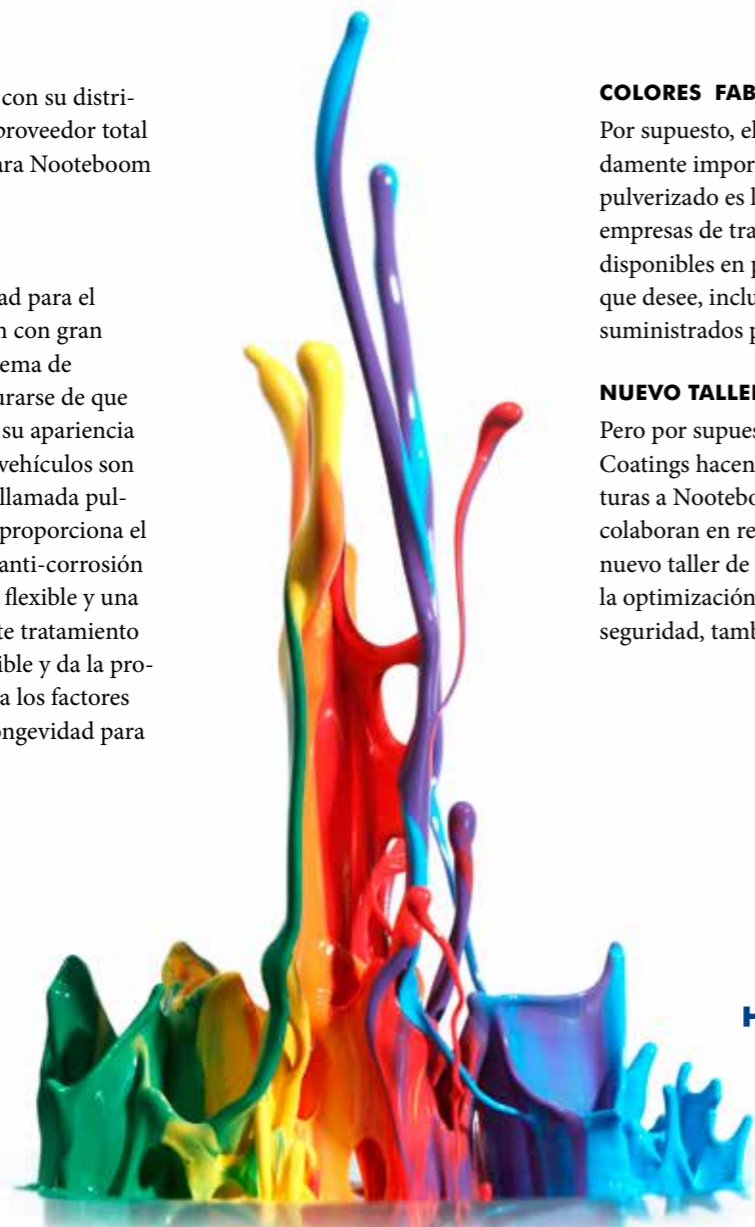 con su distri-
proveedor total
ara Nooteboom
ad para el
n con gran
ema de
urarse de que
su apariencia
vehículos son
llamada pul-
proporciona el
anti-corrosión
flexible y una
te tratamiento
ible y da la pro-
a los factores
ongevidad para
COLORES FAB
Por supuesto, el
damente impor
pulverizado es l
empresas de tra
disponibles en p
que desee, inclu
suministrados p
NUEVO TALLER
Pero por supues
Coatings hacen
turas a Nootebo
colaboran en re
nuevo taller de
la optimización
seguridad, tamb
H